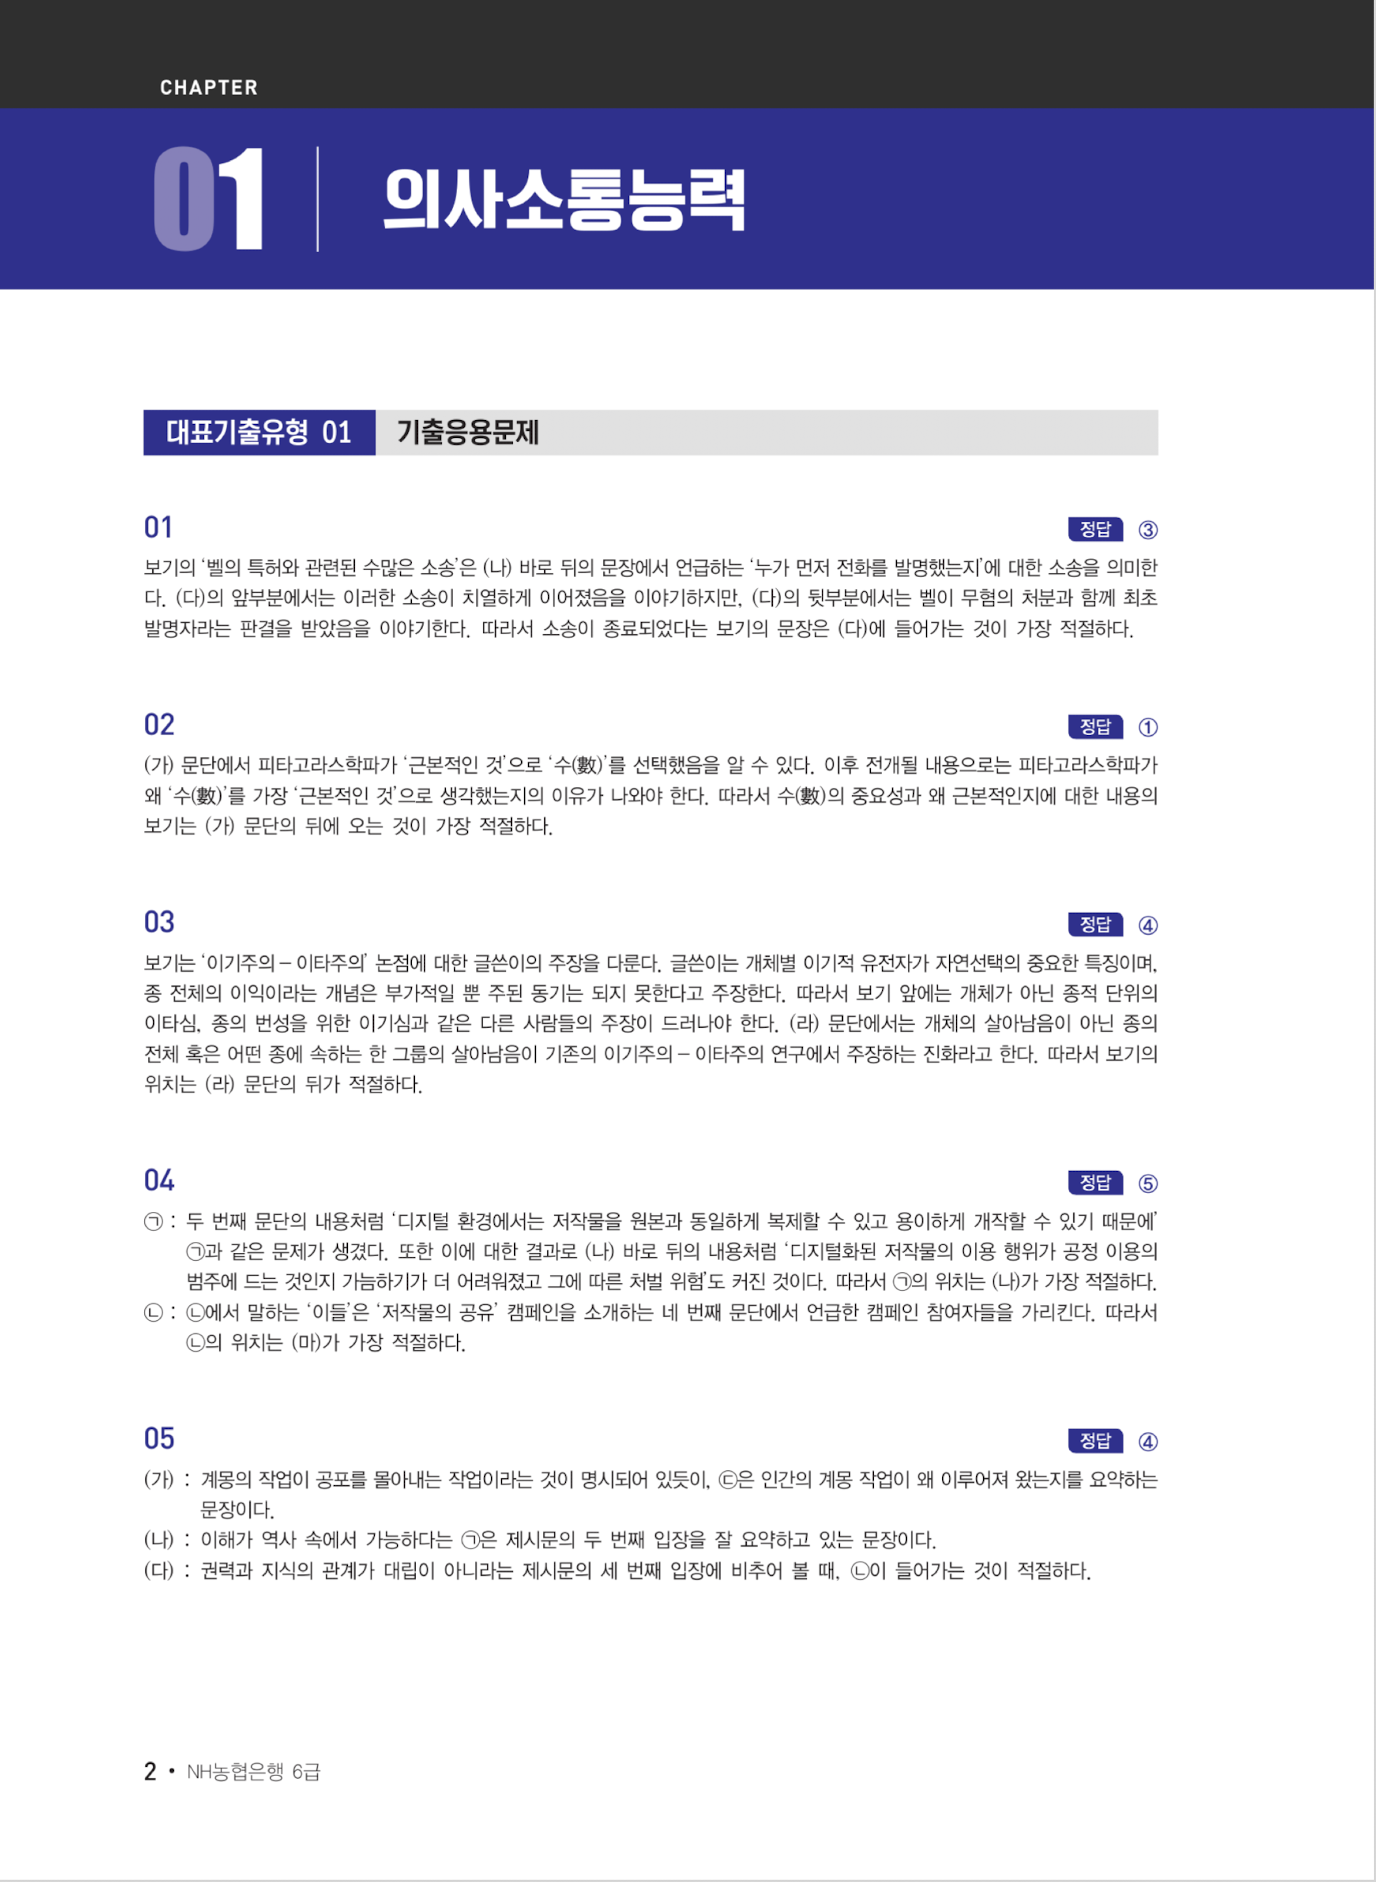 CHAPTER
01
의사소통능력
대표기출유형 01 기출응용문제
01 정답 ③
보기의 ‘벨의 특허와 관련된 수많은 소송’은 (나) 바로 뒤의 문장에서 언급하는 ‘누가 먼저 전화를 발명했는지’에 대한 소송을 의미한
다. (다)의 앞부분에서는 이러한 소송이 치열하게 이어졌음을 이야기하지만, (다)의 뒷부분에서는 벨이 무혐의 처분과 함께 최초
발명자라는 판결을 받았음을 이야기한다. 따라서 소송이 종료되었다는 보기의 문장은 (다)에 들어가는 것이 가장 적절하다.
02 정답 ①
(가) 문단에서 피타고라스학파가 ‘근본적인 것’으로 ‘수(數)’를 선택했음을 알 수 있다. 이후 전개될 내용으로는 피타고라스학파가
왜 ‘수(數)’를 가장 ‘근본적인 것’으로 생각했는지의 이유가 나와야 한다. 따라서 수(數)의 중요성과 왜 근본적인지에 대한 내용의
보기는 (가) 문단의 뒤에 오는 것이 가장 적절하다.
03 정답 ④
보기는 ‘이기주의 – 이타주의’ 논점에 대한 글쓴이의 주장을 다룬다. 글쓴이는 개체별 이기적 유전자가 자연선택의 중요한 특징이며,
종 전체의 이익이라는 개념은 부가적일 뿐 주된 동기는 되지 못한다고 주장한다. 따라서 보기 앞에는 개체가 아닌 종적 단위의
이타심, 종의 번성을 위한 이기심과 같은 다른 사람들의 주장이 드러나야 한다. (라) 문단에서는 개체의 살아남음이 아닌 종의
전체 혹은 어떤 종에 속하는 한 그룹의 살아남음이 기존의 이기주의 – 이타주의 연구에서 주장하는 진화라고 한다. 따라서 보기의
위치는 (라) 문단의 뒤가 적절하다.
04 정답 ⑤
㉠ : 두 번째 문단의 내용처럼 ‘디지털 환경에서는 저작물을 원본과 동일하게 복제할 수 있고 용이하게 개작할 수 있기 때문에’
㉠과 같은 문제가 생겼다. 또한 이에 대한 결과로 (나) 바로 뒤의 내용처럼 ‘디지털화된 저작물의 이용 행위가 공정 이용의
범주에 드는 것인지 가늠하기가 더 어려워졌고 그에 따른 처벌 위험’도 커진 것이다. 따라서 ㉠의 위치는 (나)가 가장 적절하다.
㉡ : ㉡에서 말하는 ‘이들’은 ‘저작물의 공유’ 캠페인을 소개하는 네 번째 문단에서 언급한 캠페인 참여자들을 가리킨다. 따라서
㉡의 위치는 (마)가 가장 적절하다.
05 정답 ④
(가) : 계몽의 작업이 공포를 몰아내는 작업이라는 것이 명시되어 있듯이, ㉢은 인간의 계몽 작업이 왜 이루어져 왔는지를 요약하는
문장이다.
(나) : 이해가 역사 속에서 가능하다는 ㉠은 제시문의 두 번째 입장을 잘 요약하고 있는 문장이다.
(다) : 권력과 지식의 관계가 대립이 아니라는 제시문의 세 번째 입장에 비추어 볼 때, ㉡이 들어가는 것이 적절하다.
2 • NH농협은행 6급